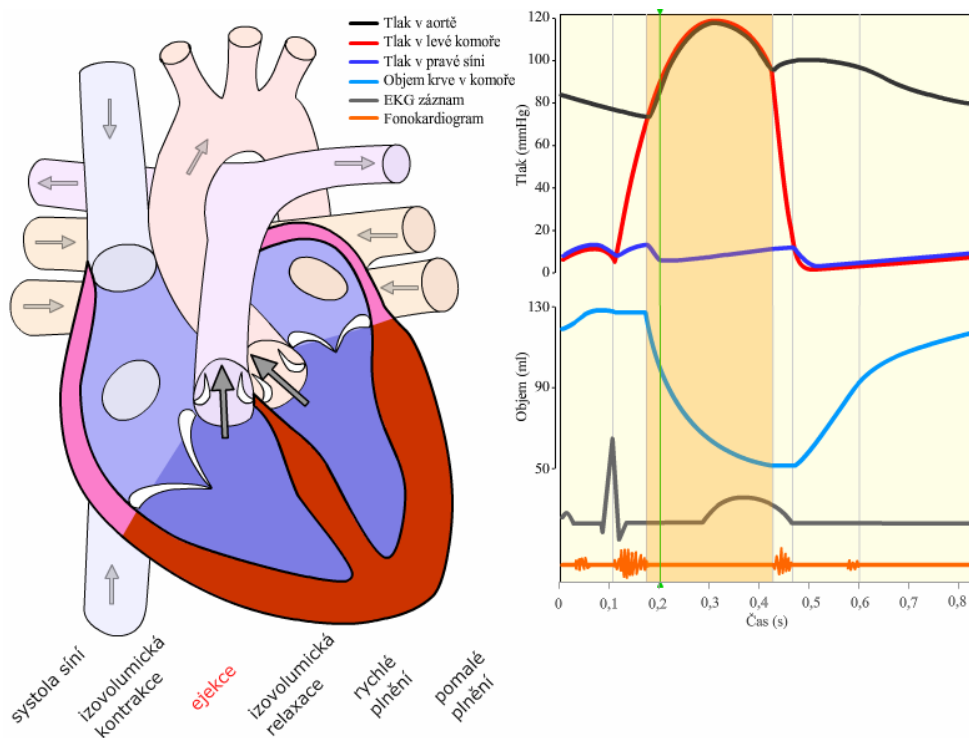 Tlak v aortě
Tlak v levé komoře
Tlak v pravé síni
Objem krve v komoře
EKG záznam
Fonokardiogram
Tlak (mmHg)
120
100
80
60
40
20
0
Objem (ml)
130
90
50
0
0,1
0,2
0,3
0,4
0,5
0,6
0,7
0,8
Čas (s)
systola síní
izovolumická
kontrakce
ejekce
izovolumická
relaxace
rychlé
plnění
pomalé
plnění